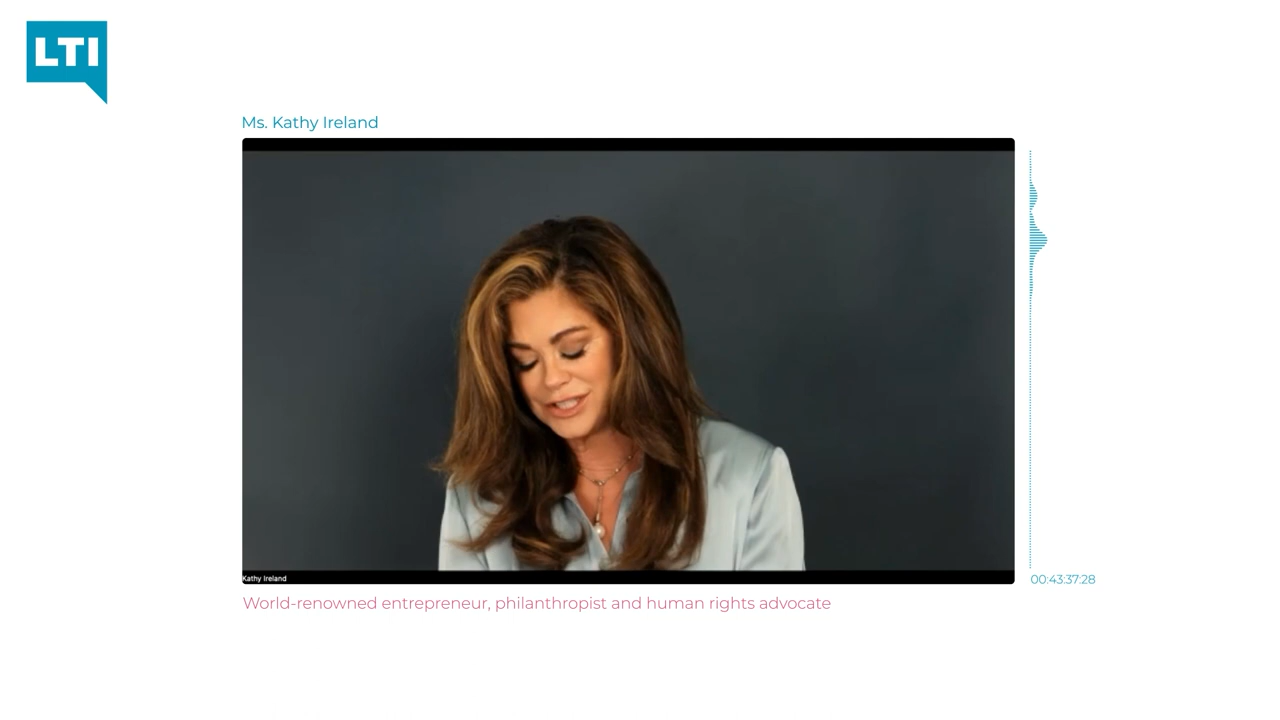 LTI
Ms. Kathy Ireland
Kathy Ireland
00:43:37:28
World-renowned entrepreneur, philanthropist and human rights advocate